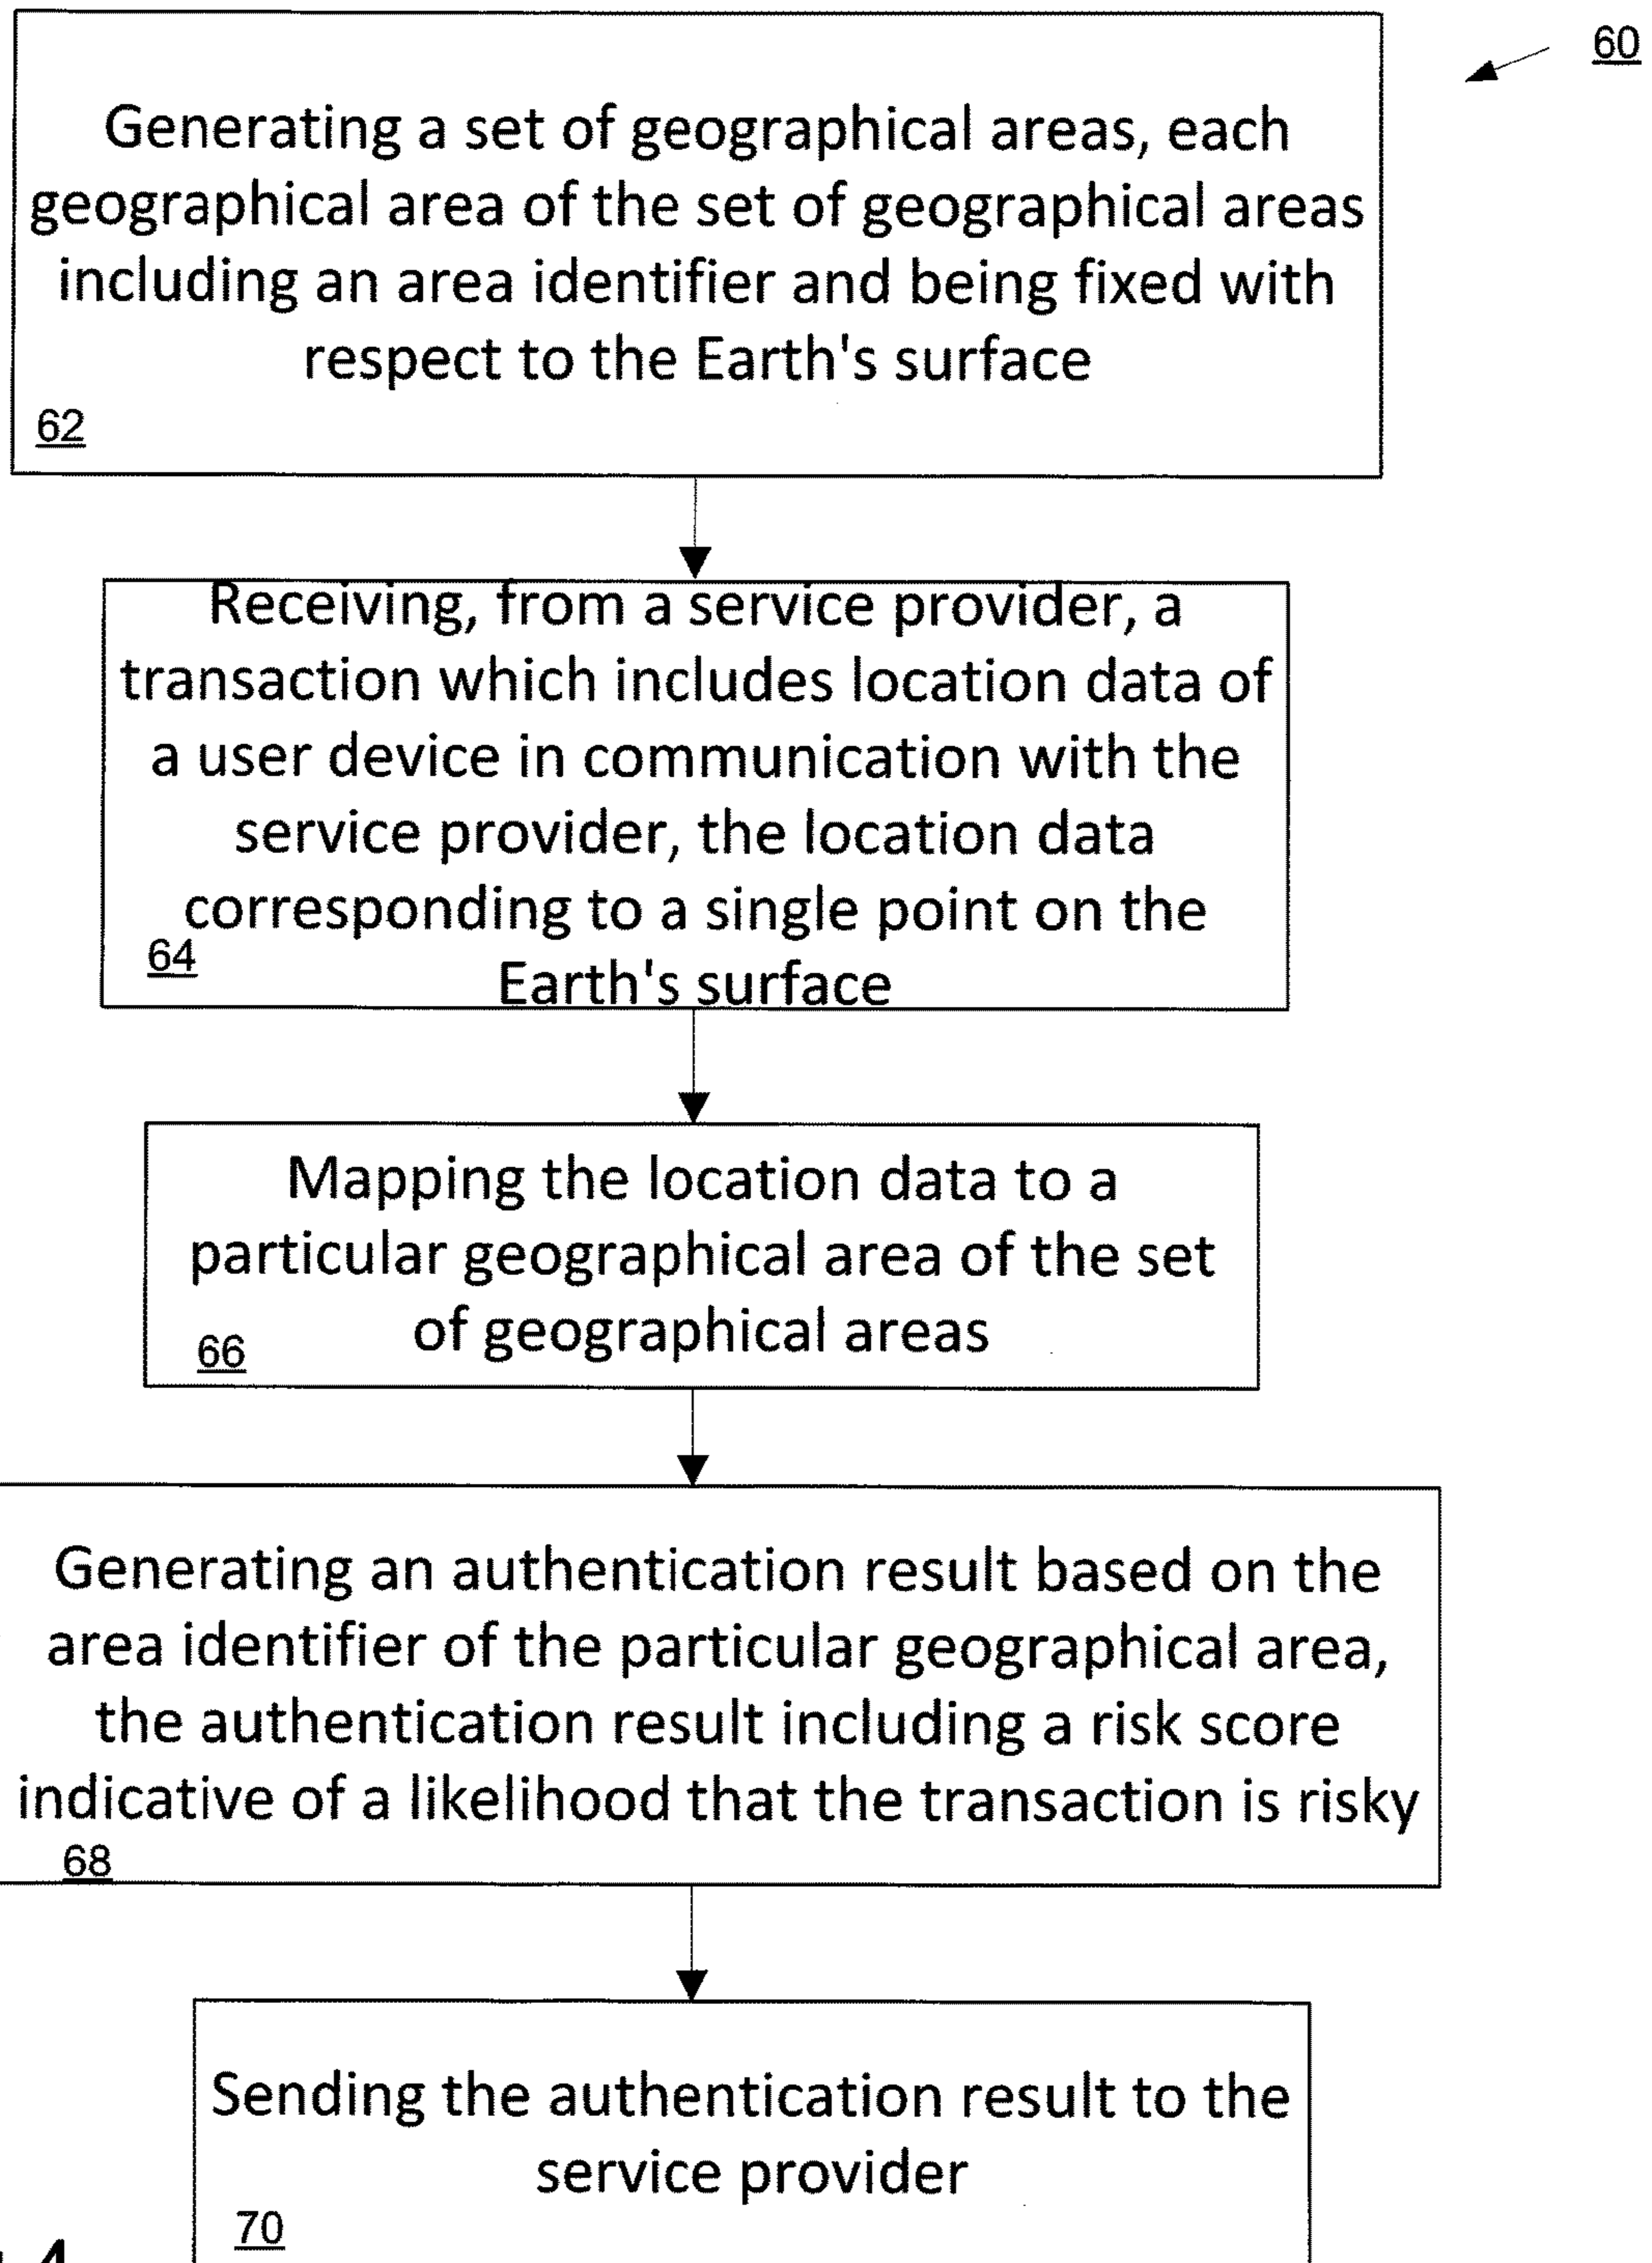 60
Generating a set of geographical areas, each
geographical area of the set of geographical areas
including an area identifier and being fixed with
respect to the Earth's surface
62
Receiving, from a service provider, a
transaction which includes location data of
a user device in communication with the
service provider, the location data
corresponding to a single point on the
64
Earth's surface
Mapping the location data to a
particular geographical area of the set
of geographical areas
66
Generating an authentication result based on the
area identifier of the particular geographical area,
the authentication result including a risk score
indicative of a likelihood that the transaction is risky
68
Sending the authentication result to the
service provider
70